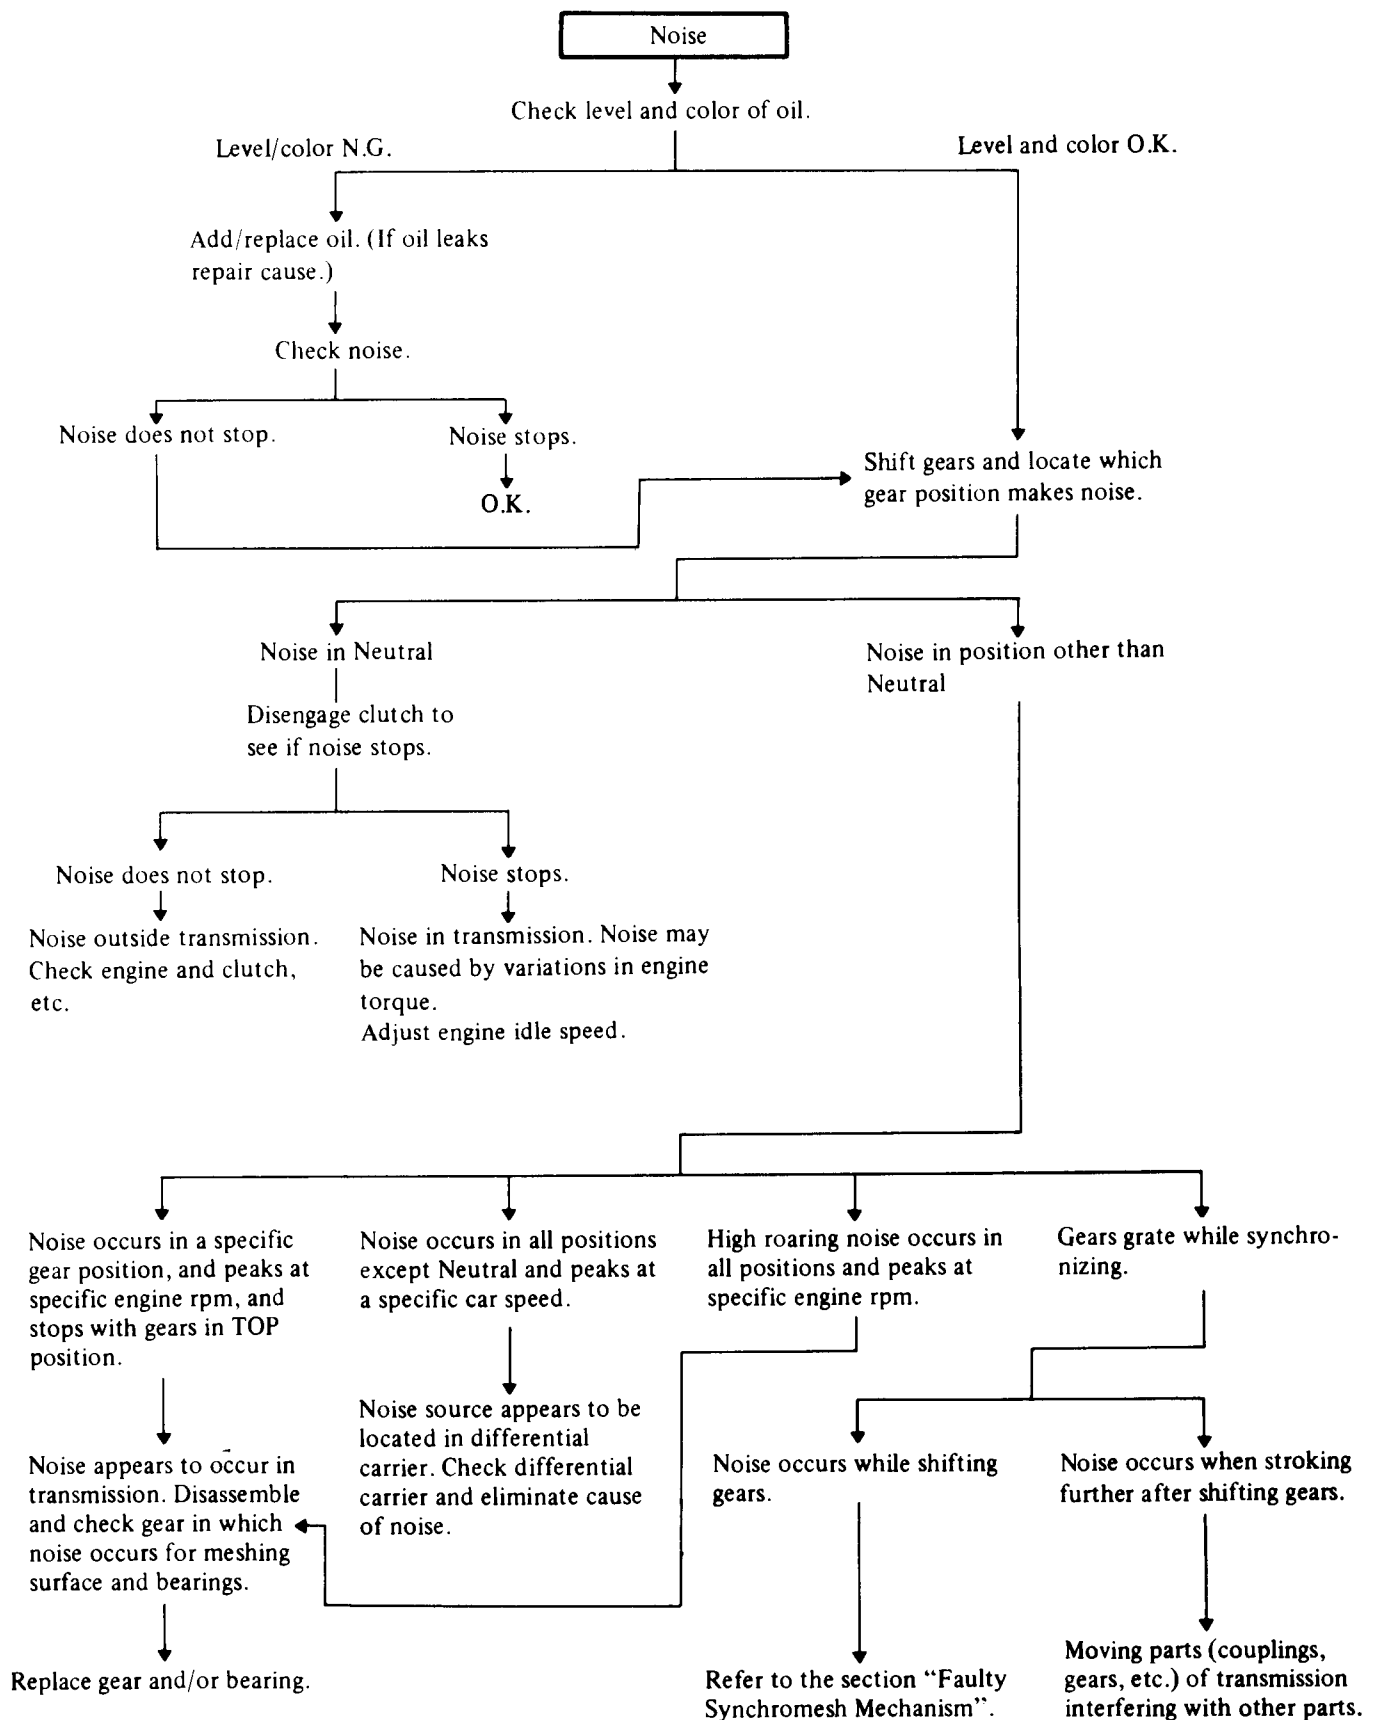 Noise
Check level and color of oil.
Level/color N.G.
Level and color O.K.
Add/replace oil. (If oil leaks
repair cause.)
Check noise.
Noise does not stop.
Noise stops.
O.K.
Shift gears and locate which
gear position makes noise.
Noise in Neutral
Noise in position other than
Neutral
Disengage clutch to
see if noise stops.
Noise does not stop.
Noise stops.
Noise outside transmission.
Check engine and clutch,
etc.
Noise in transmission. Noise may
be caused by variations in engine
torque.
Adjust engine idle speed.
Noise occurs in a specific
gear position, and peaks at
specific engine rpm, and
stops with gears in TOP
position.
Noise occurs in all positions
except Neutral and peaks at
a specific car speed.
High roaring noise occurs in
all positions and peaks at
specific engine rpm.
Gears grate while synchro-
nizing.
Noise appears to occur in
transmission. Disassemble
and check gear in which
noise occurs for meshing
surface and bearings.
Noise source appears to be
located in differential
carrier. Check differential
carrier and eliminate cause
of noise.
Noise occurs while shifting
gears.
Noise occurs when stroking
further after shifting gears.
Replace gear and/or bearing.
Refer to the section “Faulty
Synchromesh Mechanism”.
Moving parts (couplings,
gears, etc.) of transmission
interfering with other parts.